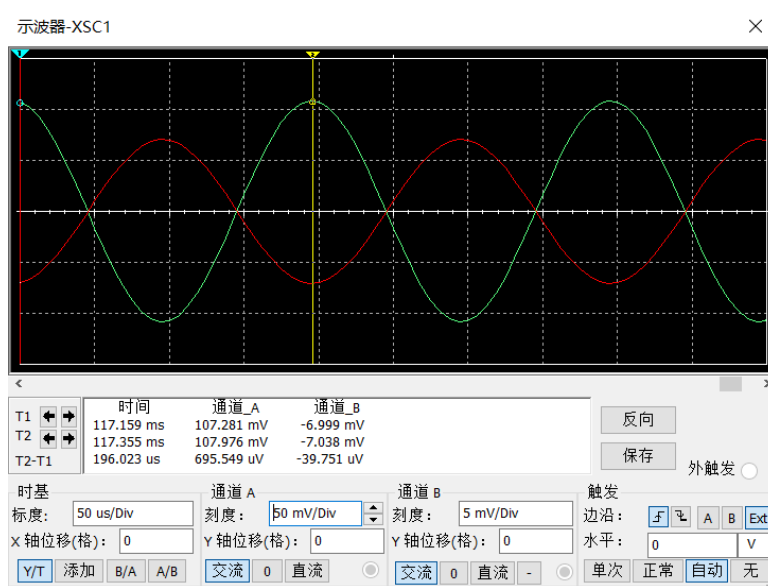 示波器-XSC1
1
2
时间 通道_A 通道_B
T1 117.159 ms 107.281 mV -6.999 mV
T2 117.355 ms 107.976 mV -7.038 mV
T2-T1 196.023 us 695.549 uV -39.751 uV
反向
保存
外触发
时基
标度: 50 us/Div
X 轴位移(格): 0
Y/T 添加 B/A A/B
通道 A
刻度: 50 mV/Div
Y 轴位移(格): 0
交流 0 直流
通道 B
刻度: 5 mV/Div
Y 轴位移(格): 0
交流 0 直流 -
触发
边沿: A B Ext
水平: 0 V
单次 正常 自动 无